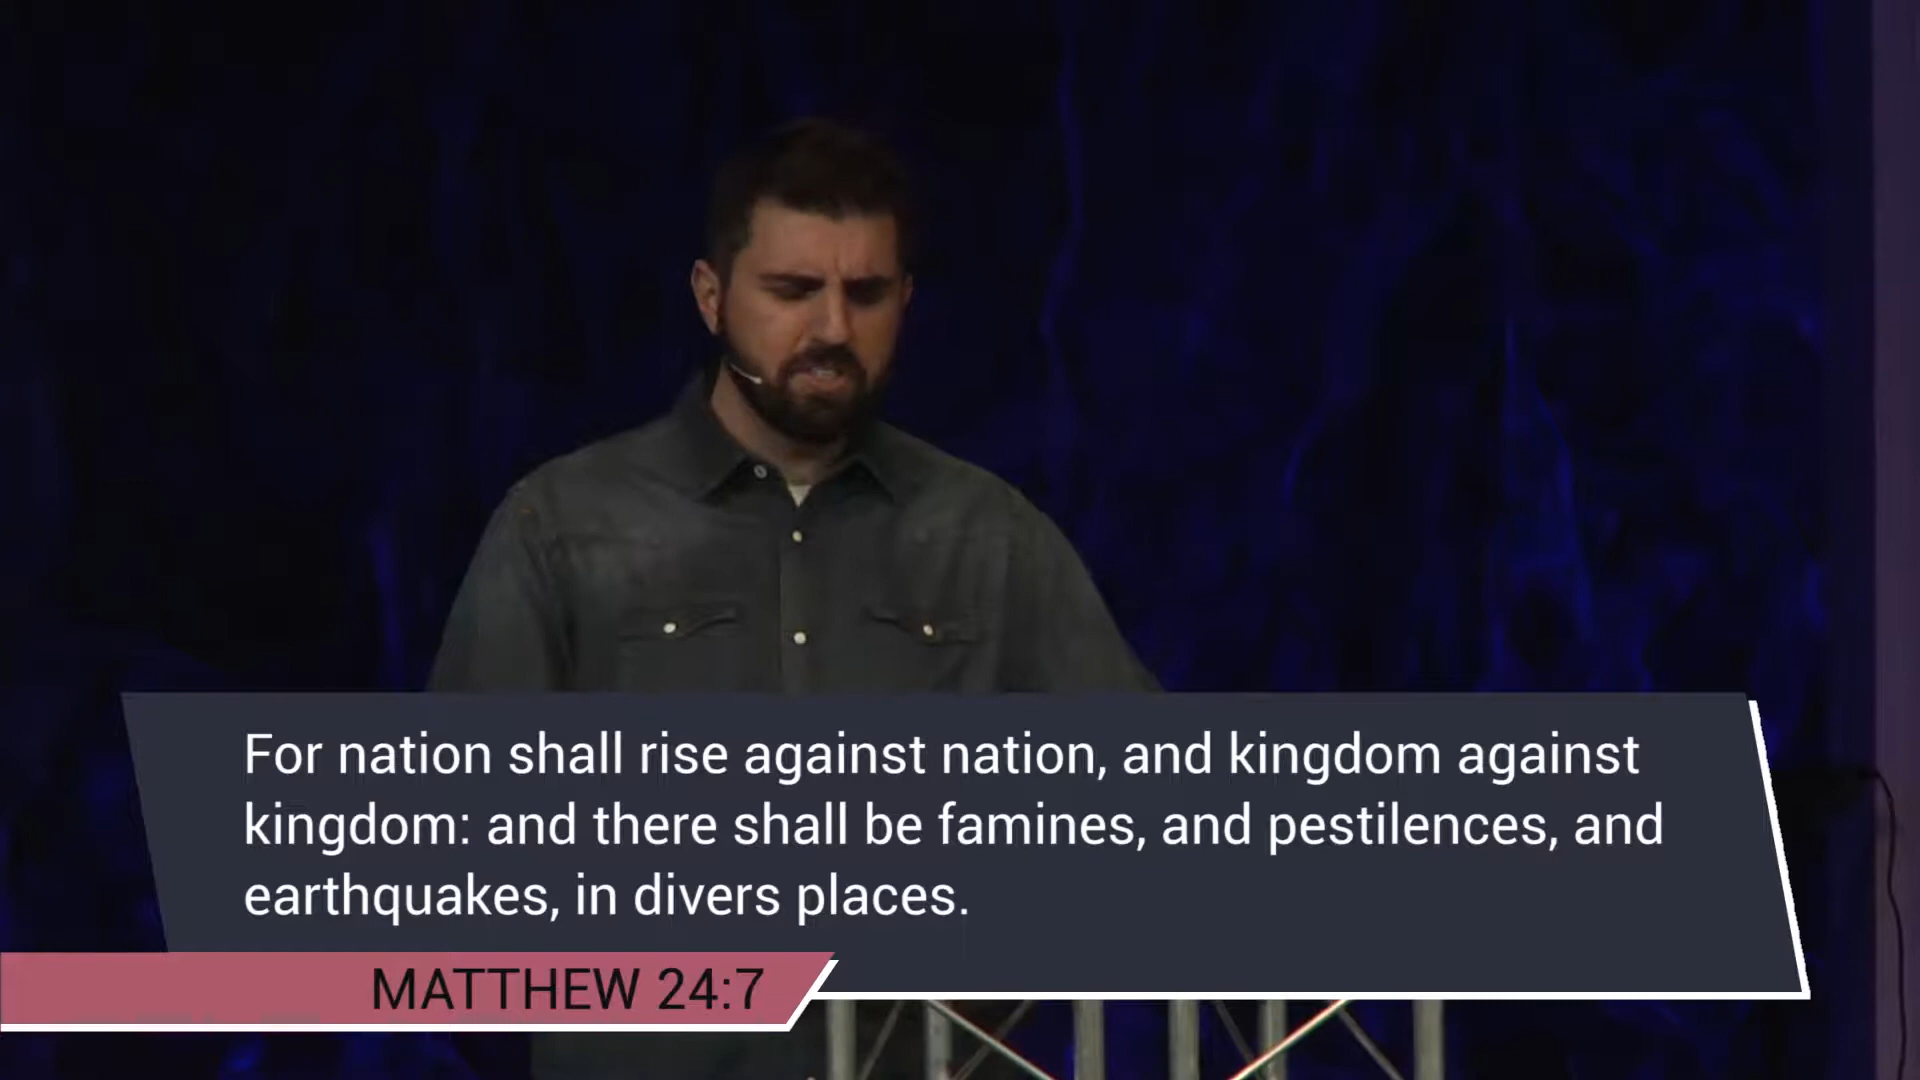 For nation shall rise against nation, and kingdom against
kingdom: and there shall be famines, and pestilences, and
earthquakes, in divers places.
MATTHEW 24:7